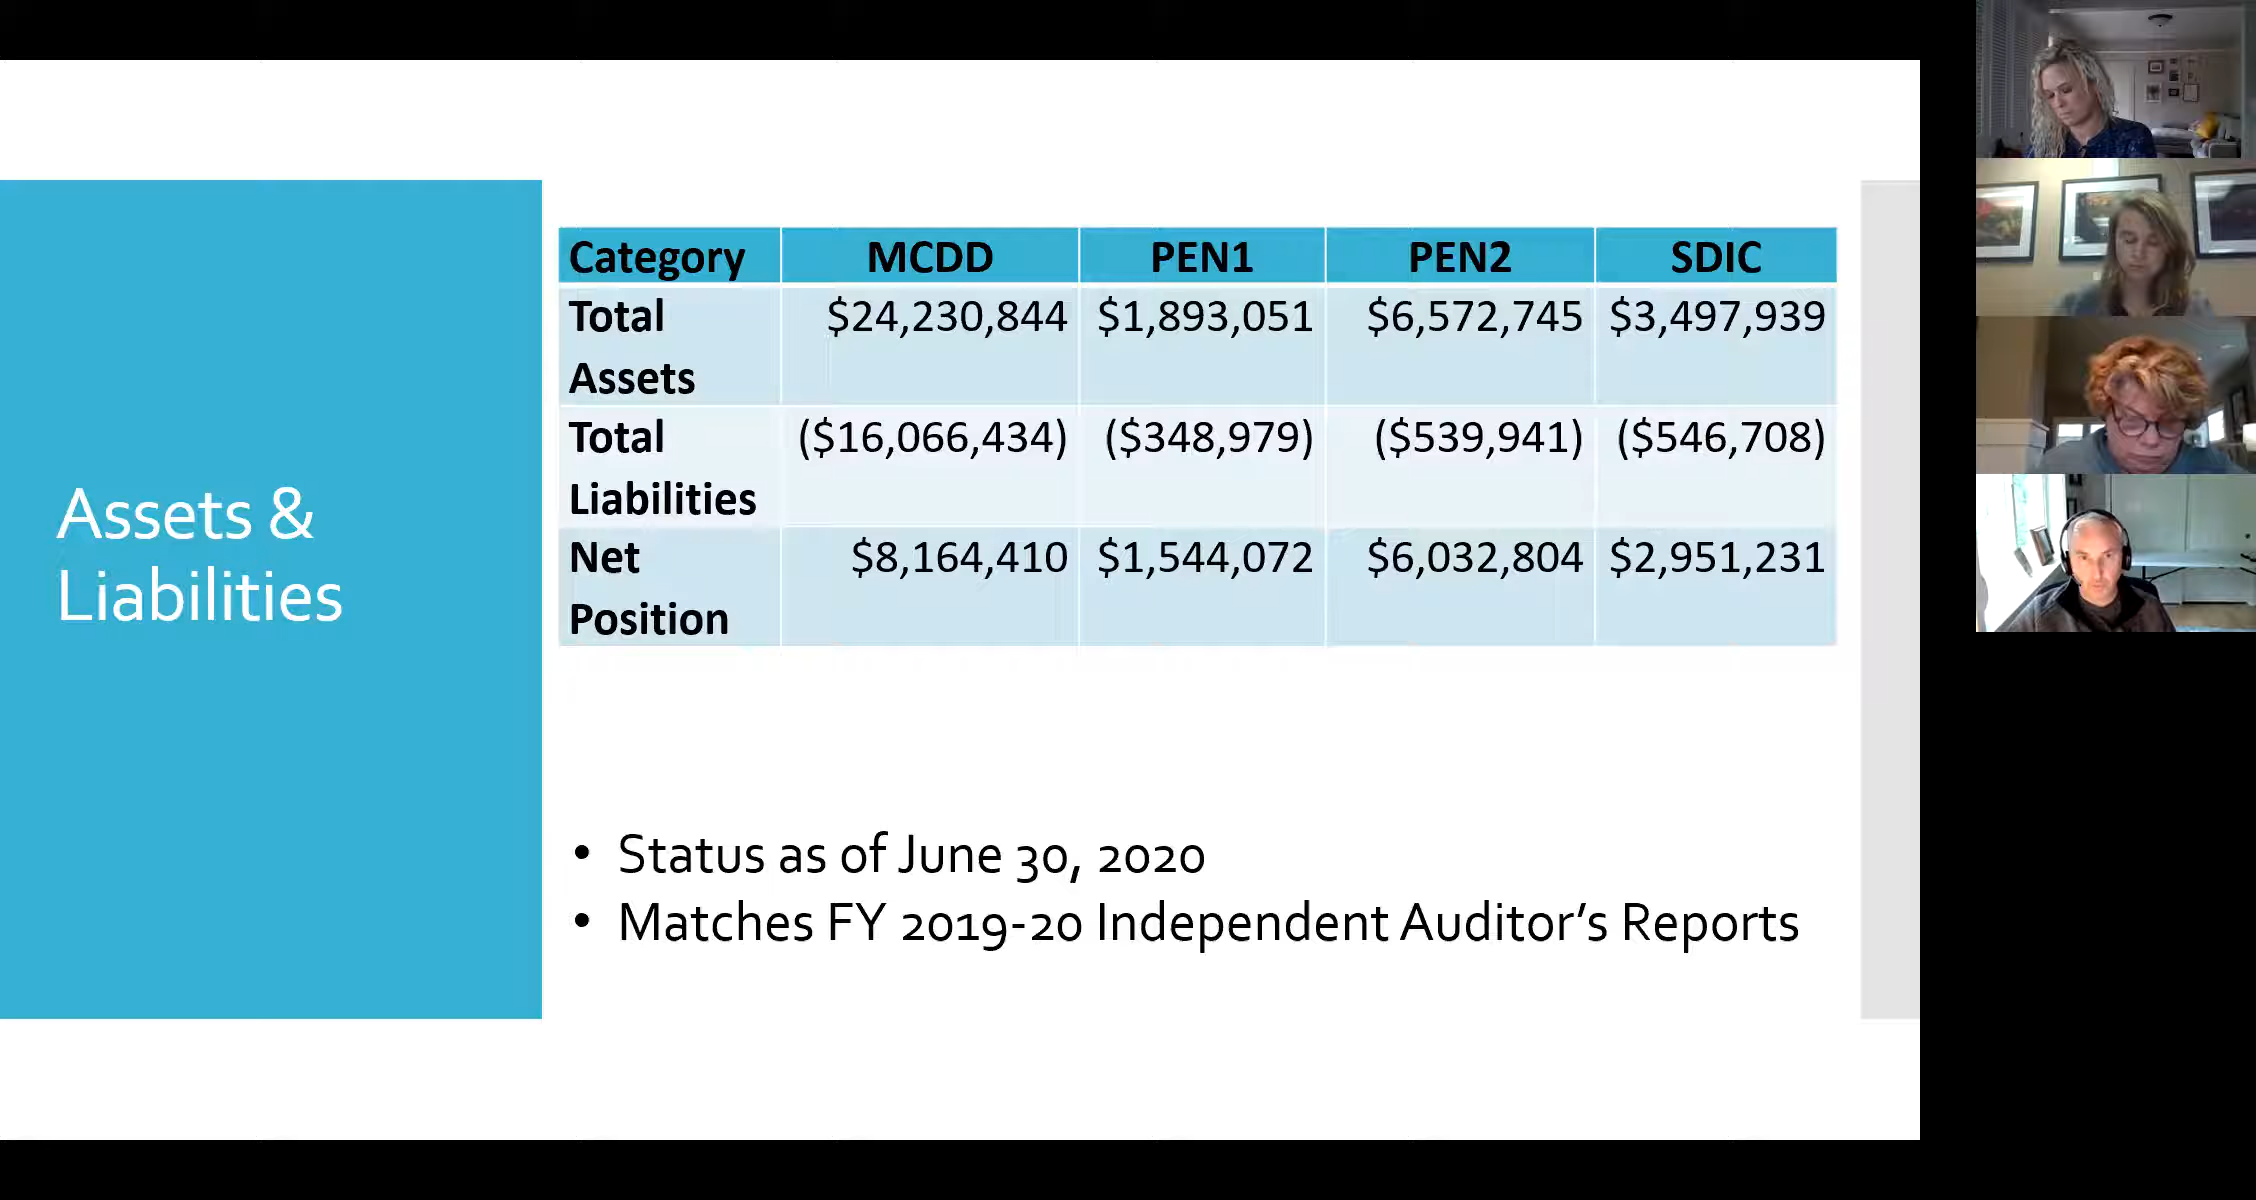 Assets &
Liabilities
Category MCDD PEN1 PEN2 SDIC
Total Assets $24,230,844 $1,893,051 $6,572,745 $3,497,939
Total Liabilities ($16,066,434) ($348,979) ($539,941) ($546,708)
Net Position $8,164,410 $1,544,072 $6,032,804 $2,951,231
• Status as of June 30, 2020
• Matches FY 2019-20 Independent Auditor’s Reports